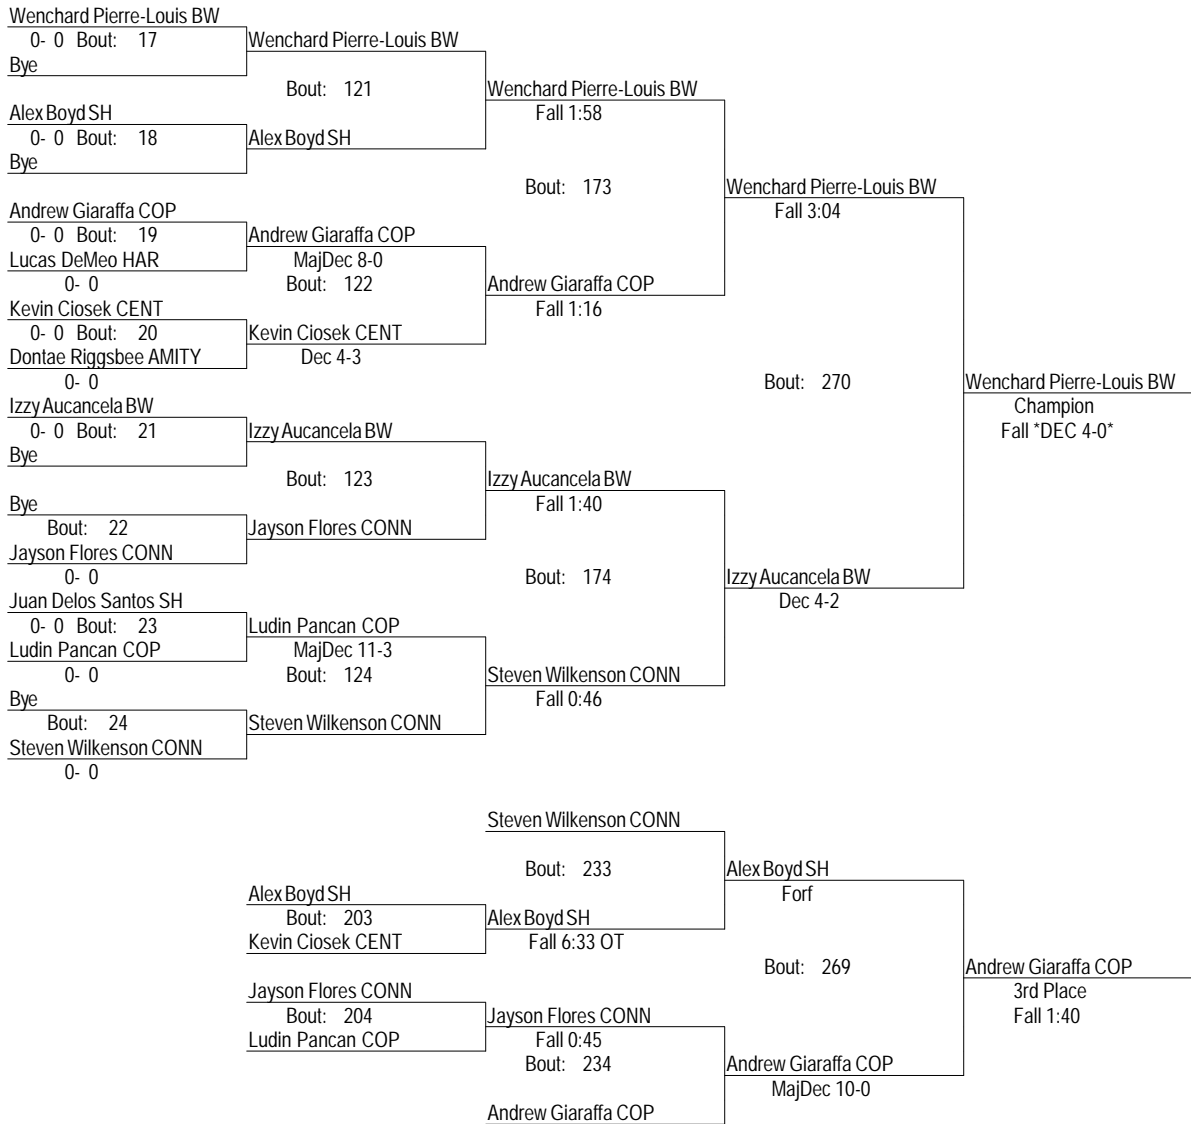 Wenchard Pierre-Louis BW
0- 0 Bout: 17
Bye
Alex Boyd SH
0- 0 Bout: 18
Bye
Andrew Giaraffa COP
0- 0 Bout: 19
Lucas DeMeo HAR
0- 0
Kevin Ciosek CENT
0- 0 Bout: 20
Dontae Riggsbee AMITY
0- 0
Izzy Aucancela BW
0- 0 Bout: 21
Bye
Bye
Bout: 22
Jayson Flores CONN
0- 0
Juan Delos Santos SH
0- 0 Bout: 23
Ludin Pancan COP
0- 0
Bye
Bout: 24
Steven Wilkenson CONN
0- 0
Wenchard Pierre-Louis BW
Bout: 121
Alex Boyd SH
Andrew Giaraffa COP
MajDec 8-0
Bout: 122
Kevin Ciosek CENT
Dec 4-3
Izzy Aucancela BW
Bout: 123
Jayson Flores CONN
Ludin Pancan COP
MajDec 11-3
Bout: 124
Steven Wilkenson CONN
Wenchard Pierre-Louis BW
Fall 1:58
Bout: 173
Andrew Giaraffa COP
Fall 1:16
Izzy Aucancela BW
Fall 1:40
Bout: 174
Steven Wilkenson CONN
Fall 0:46
Wenchard Pierre-Louis BW
Fall 3:04
Bout: 270
Izzy Aucancela BW
Dec 4-2
Wenchard Pierre-Louis BW
Champion
Fall *DEC 4-0*
Alex Boyd SH
Bout: 203
Kevin Ciosek CENT
Jayson Flores CONN
Bout: 204
Ludin Pancan COP
Steven Wilkenson CONN
Bout: 233
Alex Boyd SH
Fall 6:33 OT
Jayson Flores CONN
Fall 0:45
Bout: 234
Andrew Giaraffa COP
Alex Boyd SH
Forf
Bout: 269
Andrew Giaraffa COP
MajDec 10-0
Andrew Giaraffa COP
3rd Place
Fall 1:40